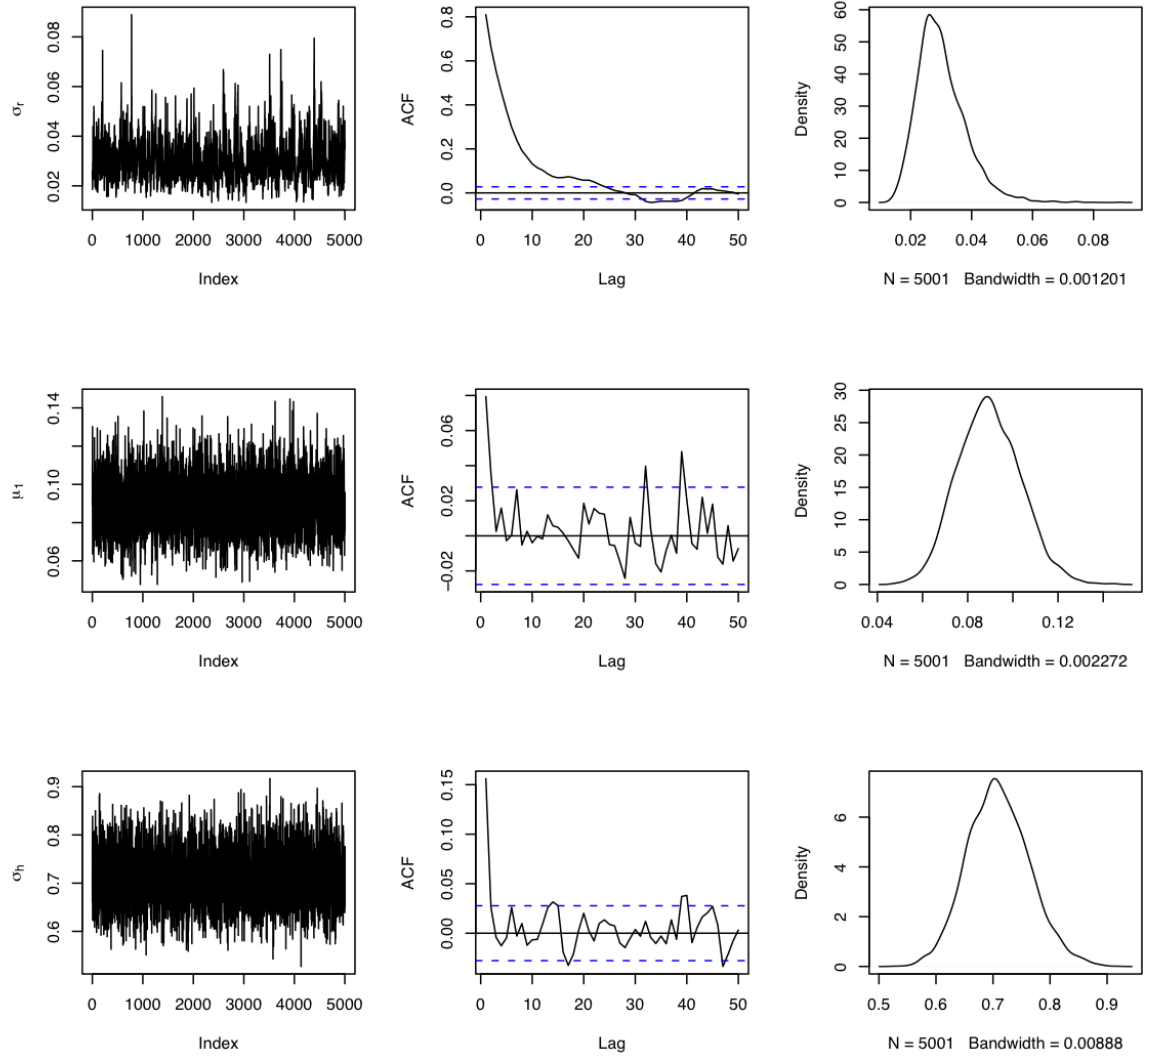 σr
0.02 0.04 0.06 0.08
0 1000 2000 3000 4000 5000
Index
ACF
0.0 0.2 0.4 0.6 0.8
0 10 20 30 40 50
Lag
Density
0 10 20 30 40 50 60
0.02 0.04 0.06 0.08
N = 5001 Bandwidth = 0.001201
μ1
0.06 0.10 0.14
0 1000 2000 3000 4000 5000
Index
ACF
−0.02 0.02 0.06
0 10 20 30 40 50
Lag
Density
0 5 10 15 20 25 30
0.04 0.08 0.12
N = 5001 Bandwidth = 0.002272
σh
0.6 0.7 0.8 0.9
0 1000 2000 3000 4000 5000
Index
ACF
0.00 0.05 0.10 0.15
0 10 20 30 40 50
Lag
Density
0 2 4 6
0.5 0.6 0.7 0.8 0.9
N = 5001 Bandwidth = 0.00888